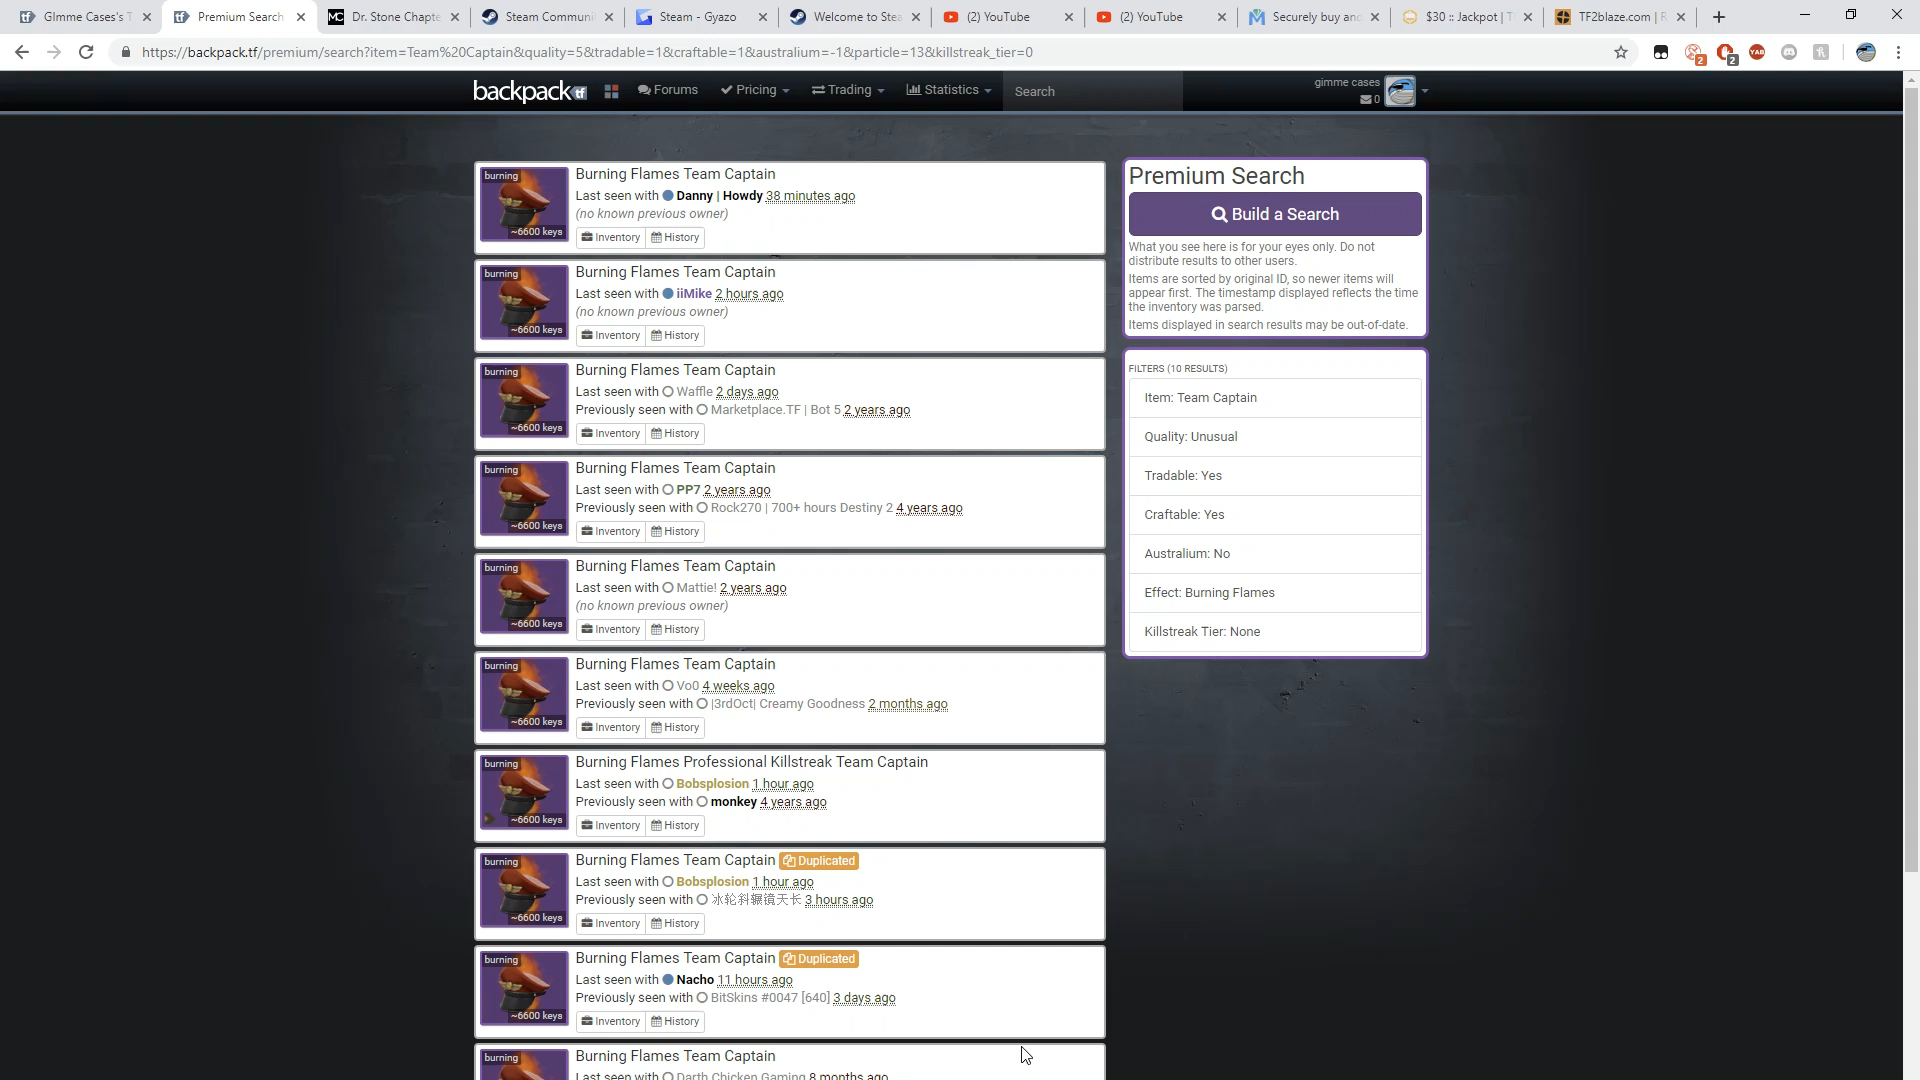 GImme Cases's T
Premium Search
Dr. Stone Chapte
Steam Communi
Steam - Gyazo
Welcome to Stea
(2) YouTube
(2) YouTube
Securely buy and
$30 :: Jackpot | T
TF2blaze.com | R
https://backpack.tf/premium/search?item=Team%20Captain&quality=5&tradable=1&craftable=1&australium=-1&particle=13&killstreak_tier=0
backpack.tf
Forums
Pricing
Trading
Statistics
Search
gimme cases
0
burning
~6600 keys
Burning Flames Team Captain
Last seen with Danny | Howdy 38 minutes ago
(no known previous owner)
Inventory History
burning
~6600 keys
Burning Flames Team Captain
Last seen with iiMike 2 hours ago
(no known previous owner)
Inventory History
burning
~6600 keys
Burning Flames Team Captain
Last seen with Waffle 2 days ago
Previously seen with Marketplace.TF | Bot 5 2 years ago
Inventory History
burning
~6600 keys
Burning Flames Team Captain
Last seen with PP7 2 years ago
Previously seen with Rock270 | 700+ hours Destiny 2 4 years ago
Inventory History
burning
~6600 keys
Burning Flames Team Captain
Last seen with Mattie! 2 years ago
(no known previous owner)
Inventory History
burning
~6600 keys
Burning Flames Team Captain
Last seen with Vo0 4 weeks ago
Previously seen with |3rdOct| Creamy Goodness 2 months ago
Inventory History
burning
~6600 keys
Burning Flames Professional Killstreak Team Captain
Last seen with Bobsplosion 1 hour ago
Previously seen with monkey 4 years ago
Inventory History
burning
~6600 keys
Burning Flames Team Captain Duplicated
Last seen with Bobsplosion 1 hour ago
Previously seen with 冰轮斜辗镜天长 3 hours ago
Inventory History
burning
~6600 keys
Burning Flames Team Captain Duplicated
Last seen with Nacho 11 hours ago
Previously seen with BitSkins #0047 [640] 3 days ago
Inventory History
burning
Burning Flames Team Captain
Last seen with Darth Chicken Gaming 8 months ago
Premium Search
Build a Search
What you see here is for your eyes only. Do not
distribute results to other users.
Items are sorted by original ID, so newer items will
appear first. The timestamp displayed reflects the time
the inventory was parsed.
Items displayed in search results may be out-of-date.
FILTERS (10 RESULTS)
Item: Team Captain
Quality: Unusual
Tradable: Yes
Craftable: Yes
Australium: No
Effect: Burning Flames
Killstreak Tier: None